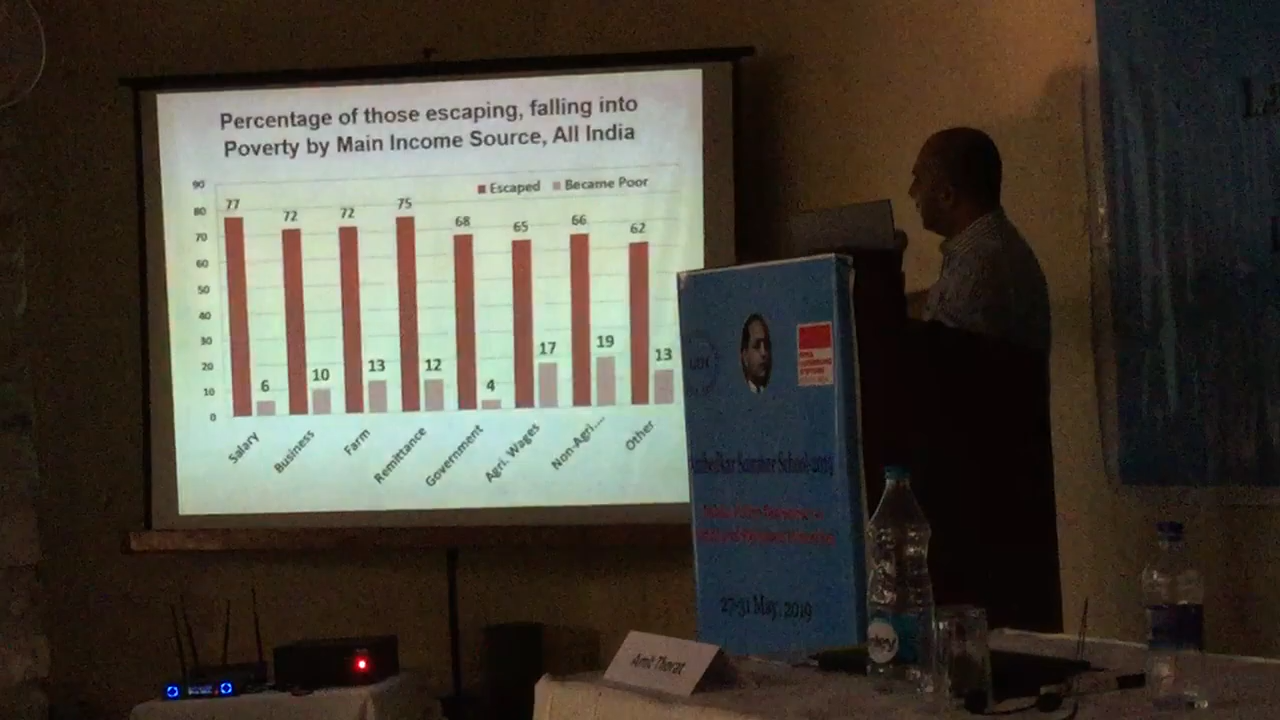 Percentage of those escaping, falling into
Poverty by Main Income Source, All India
Escaped Became Poor
90
80
70
60
50
40
30
20
10
0
77 72 72 75 68 65 66 62
6 10 13 12 4 17 19 13
Salary
Business
Farm
Remittance
Government
Agri. Wages
Non-Agri....
Other
Summer School-2019
27-31 May, 2019
Amit Thorat